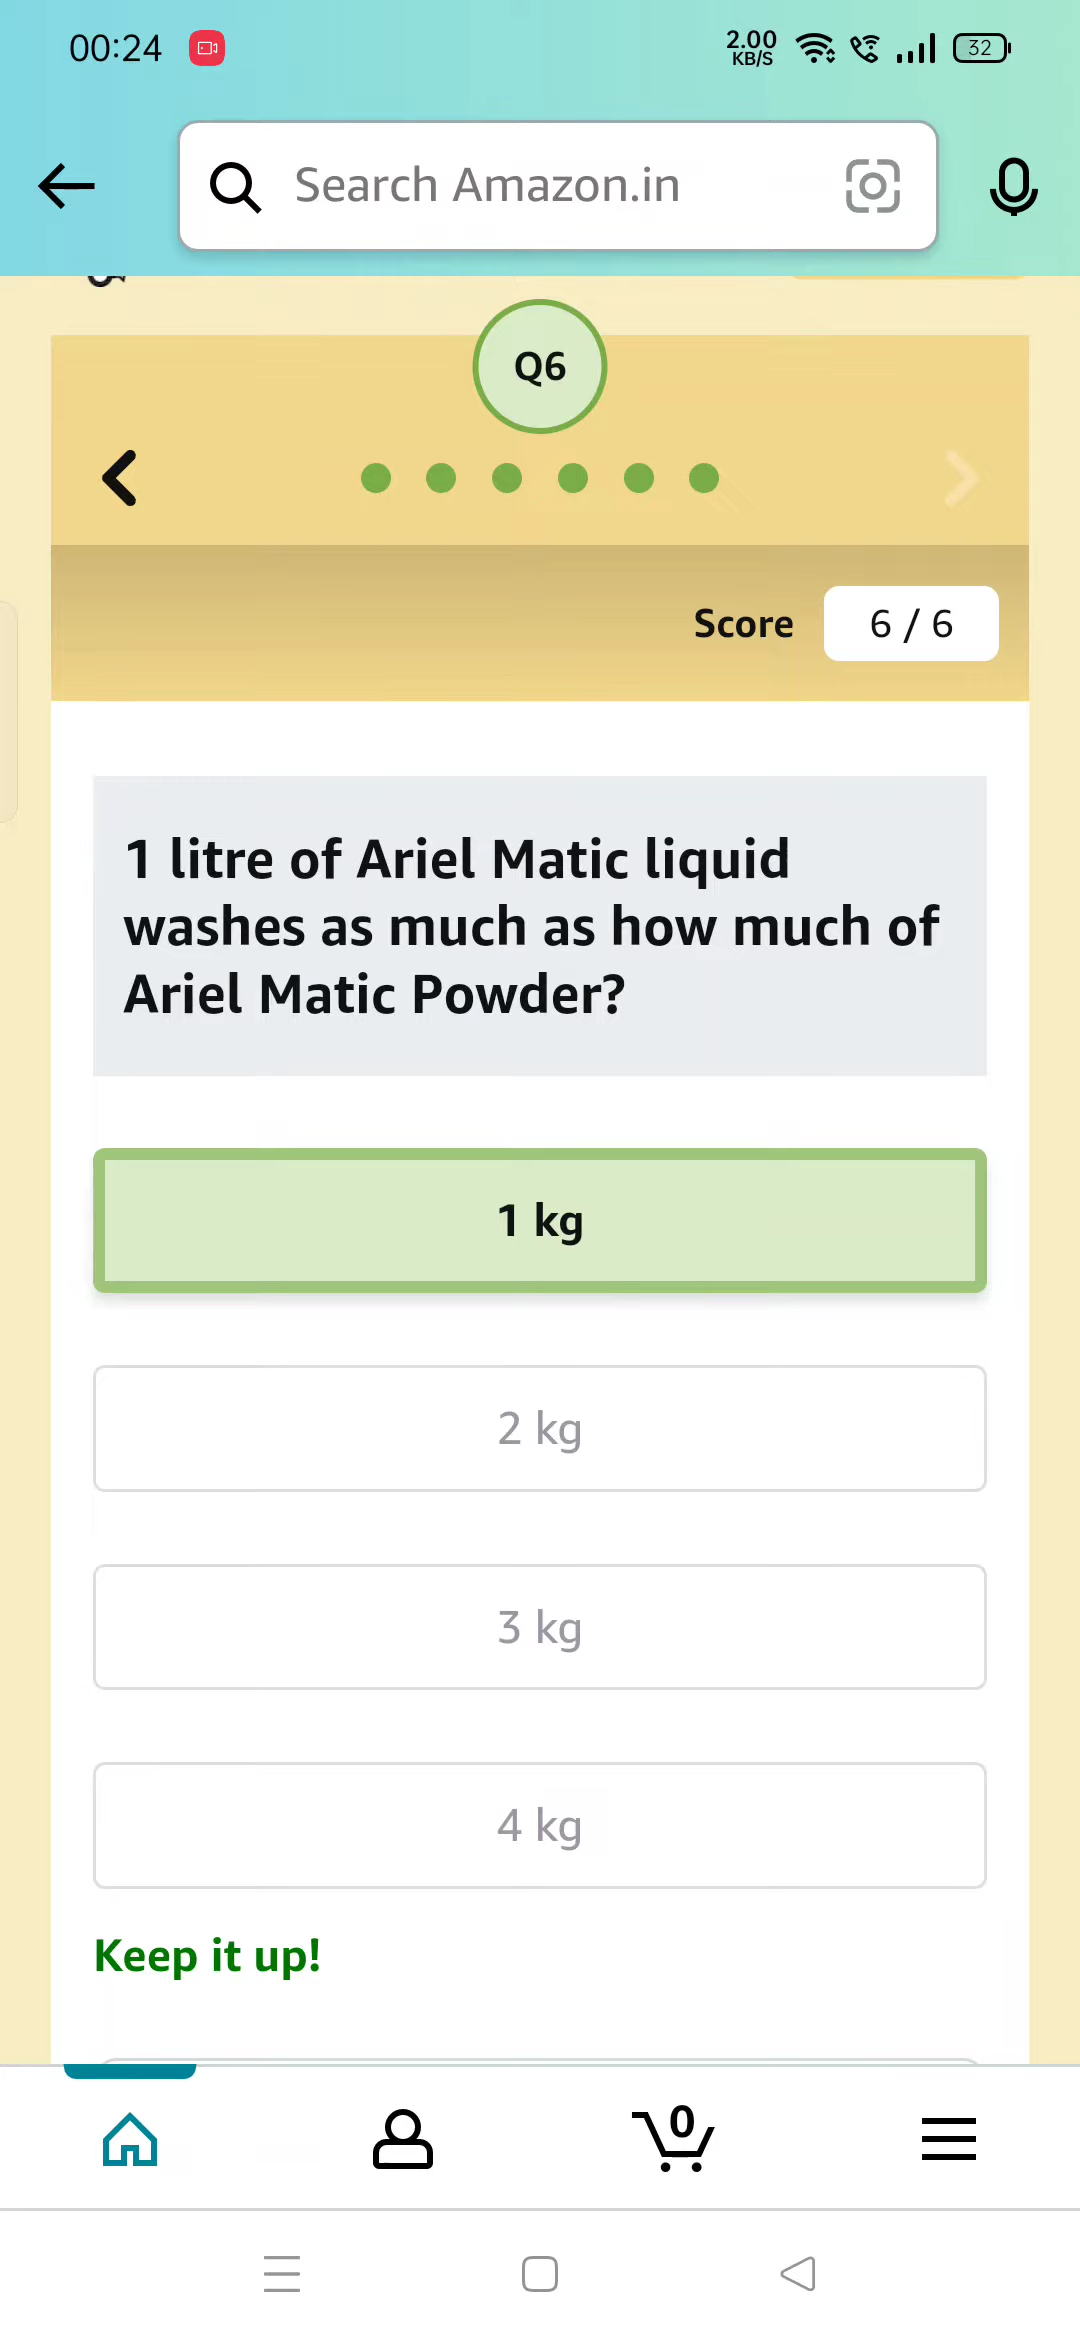 00:24
2.00
KB/S
32
Search Amazon.in
Q6
Score
6 / 6
1 litre of Ariel Matic liquid
washes as much as how much of
Ariel Matic Powder?
1 kg
2 kg
3 kg
4 kg
Keep it up!
0